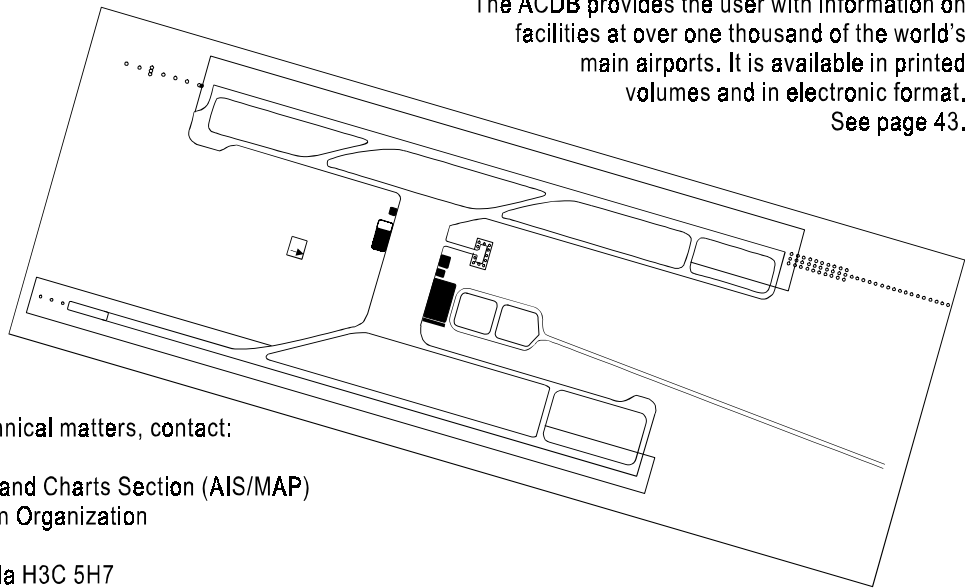 The ACDB provides the user with information on
facilities at over one thousand of the world's
main airports. It is available in printed
volumes and in electronic format.
See page 43.
matters, contact:
and Charts Section (AIS/MAP)
Organization
H3C 5H7